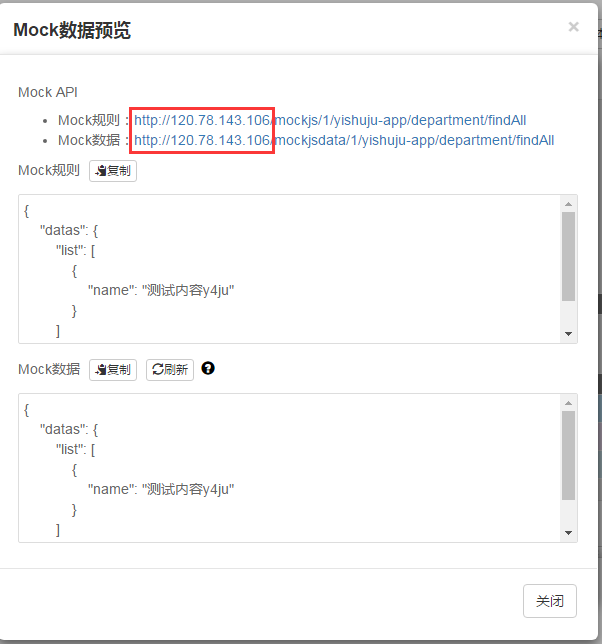 Mock数据预览
×
Mock API
Mock规则：http://120.78.143.106/mockjs/1/yishuju-app/department/findAll
Mock数据：http://120.78.143.106/mockjsdata/1/yishuju-app/department/findAll
Mock规则 复制
{
"datas": {
"list": [
{
"name": "测试内容y4ju"
}
]
Mock数据 复制 刷新 ?
{
"datas": {
"list": [
{
"name": "测试内容y4ju"
}
]
关闭